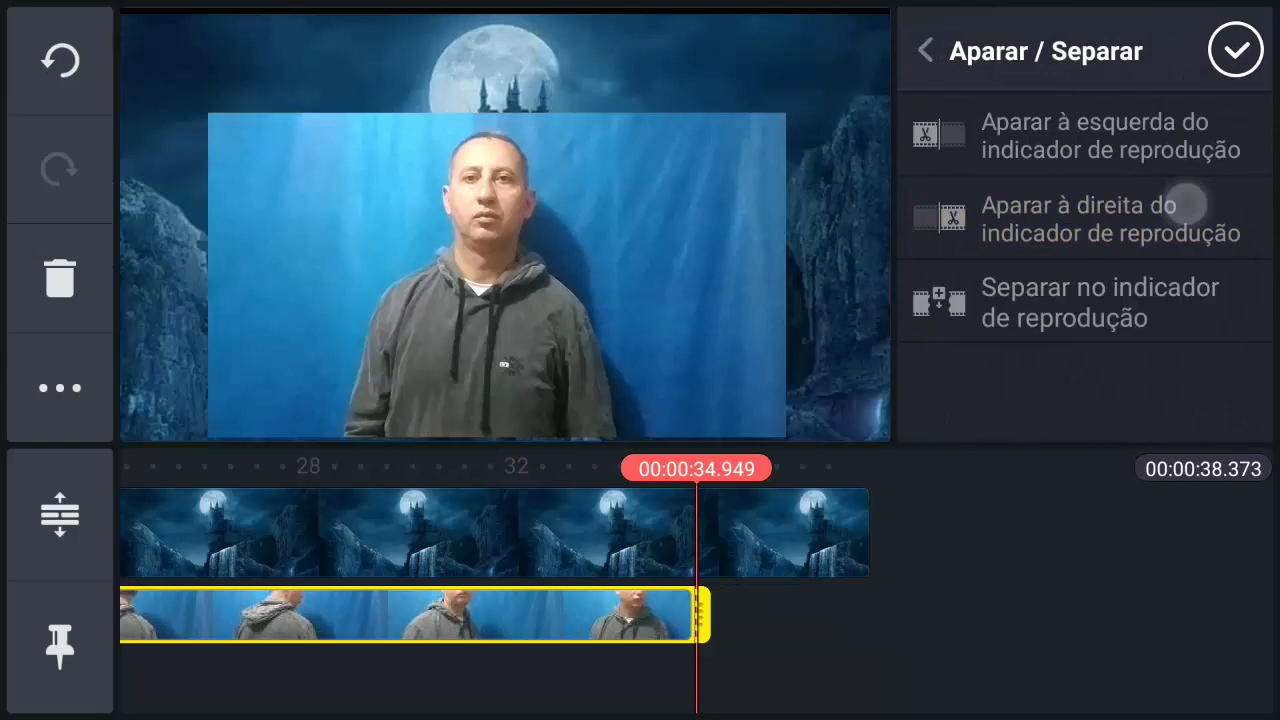 Aparar / Separar
Aparar à esquerda do
indicador de reprodução
Aparar à direita do
indicador de reprodução
Separar no indicador
de reprodução
28
32
00:00:34.949
00:00:38.373